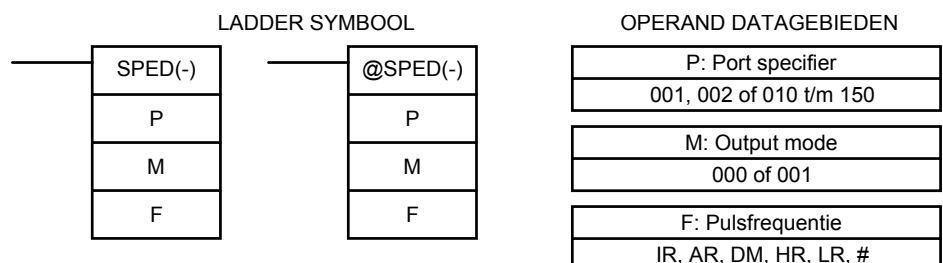 LADDER SYMBOOL
SPED(-)
P
M
F
@SPED(-)
P
M
F
OPERAND DATAGEBIEDEN
P: Port specifier
001, 002 of 010 t/m 150
M: Output mode
000 of 001
F: Pulsfrequentie
IR, AR, DM, HR, LR, #